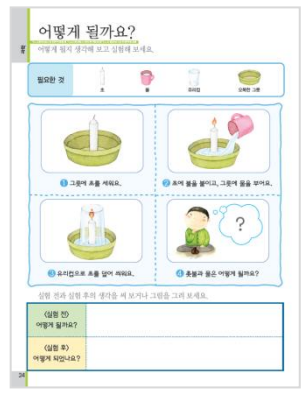 어떻게 될까요?
어떻게 될지 생각해 보고 실험해 보세요.
필요한 것
초
물
유리컵
오목한 그릇
① 그릇에 초를 세워요.
② 초에 불을 붙이고, 그릇에 물을 부어요.
③ 유리컵으로 초를 덮어 씌워요.
?
④ 촛불과 물은 어떻게 될까요?
실험 전과 실험 후의 생각을 써 보거나 그림을 그려 보세요.
〈실험 전〉
어떻게 될까요?
〈실험 후〉
어떻게 되었나요?
34